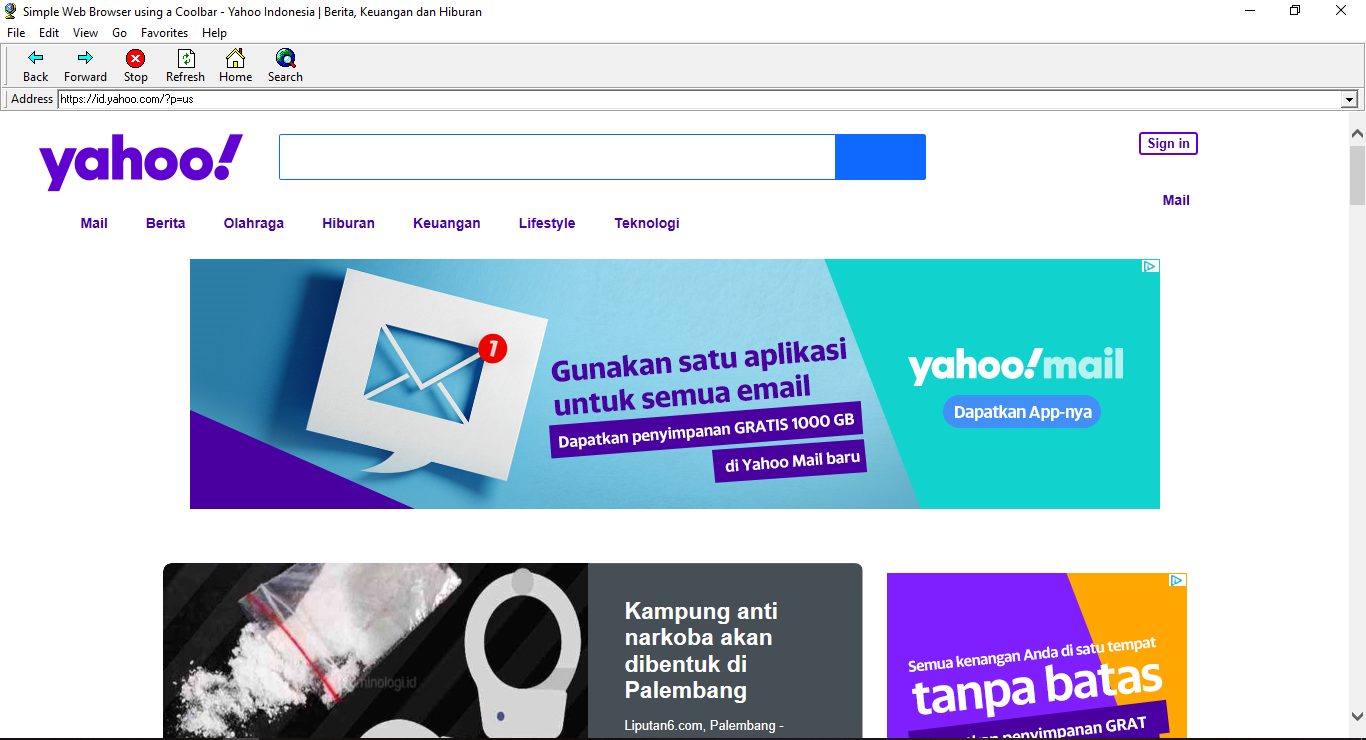 Simple Web Browser using a Coolbar - Yahoo Indonesia | Berita, Keuangan dan Hiburan
File Edit View Go Favorites Help
Back Forward Stop Refresh Home Search
Address https://id.yahoo.com/?p=us
yahoo!
Sign in
Mail
Mail Berita Olahraga Hiburan Keuangan Lifestyle Teknologi
1
Gunakan satu aplikasi
untuk semua email
Dapatkan penyimpanan GRATIS 1000 GB
di Yahoo Mail baru
yahoo!mail
Dapatkan App-nya
Kampung anti
narkoba akan
dibentuk di
Palembang
Liputan6.com, Palembang -
Semua kenangan Anda di satu tempat
tanpa batas
penyimpanan GRAT